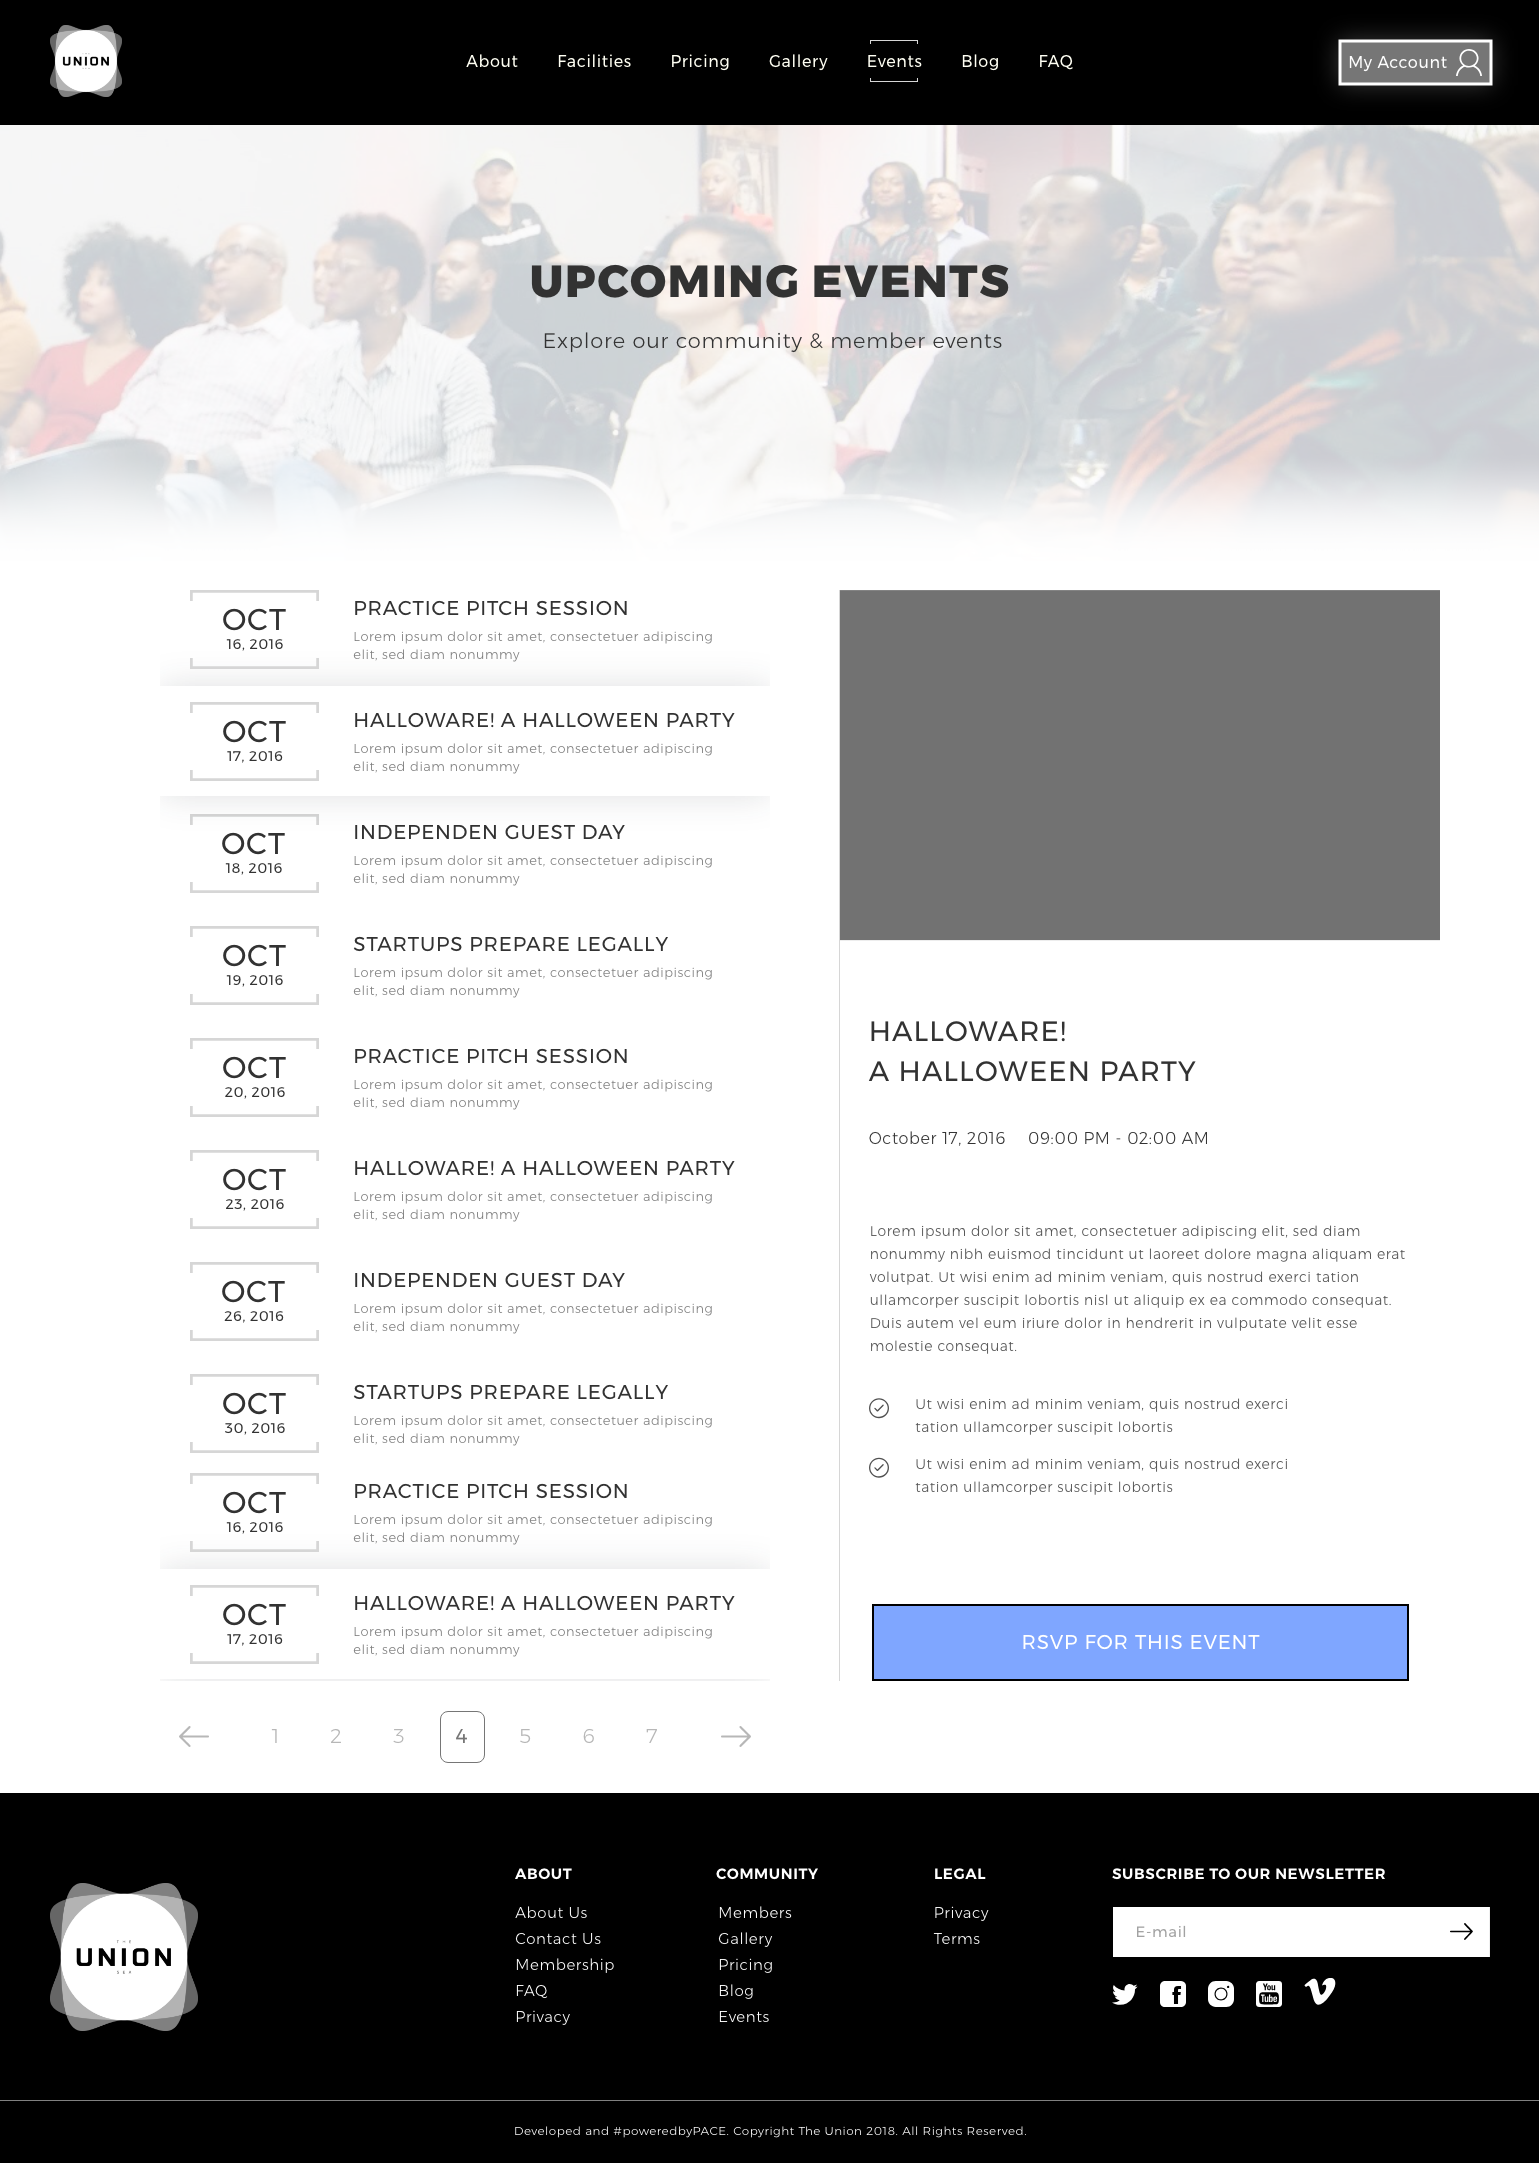 UNION
About Facilities Pricing Gallery Events Blog FAQ
My Account
UPCOMING EVENTS
Explore our community & member events
OCT
16, 2016
PRACTICE PITCH SESSION
Lorem ipsum dolor sit amet, consectetuer adipiscing
elit, sed diam nonummy
OCT
17, 2016
HALLOWARE! A HALLOWEEN PARTY
Lorem ipsum dolor sit amet, consectetuer adipiscing
elit, sed diam nonummy
OCT
18, 2016
INDEPENDEN GUEST DAY
Lorem ipsum dolor sit amet, consectetuer adipiscing
elit, sed diam nonummy
OCT
19, 2016
STARTUPS PREPARE LEGALLY
Lorem ipsum dolor sit amet, consectetuer adipiscing
elit, sed diam nonummy
OCT
20, 2016
PRACTICE PITCH SESSION
Lorem ipsum dolor sit amet, consectetuer adipiscing
elit, sed diam nonummy
OCT
23, 2016
HALLOWARE! A HALLOWEEN PARTY
Lorem ipsum dolor sit amet, consectetuer adipiscing
elit, sed diam nonummy
OCT
26, 2016
INDEPENDEN GUEST DAY
Lorem ipsum dolor sit amet, consectetuer adipiscing
elit, sed diam nonummy
OCT
30, 2016
STARTUPS PREPARE LEGALLY
Lorem ipsum dolor sit amet, consectetuer adipiscing
elit, sed diam nonummy
OCT
16, 2016
PRACTICE PITCH SESSION
Lorem ipsum dolor sit amet, consectetuer adipiscing
elit, sed diam nonummy
OCT
17, 2016
HALLOWARE! A HALLOWEEN PARTY
Lorem ipsum dolor sit amet, consectetuer adipiscing
elit, sed diam nonummy
1 2 3 4 5 6 7
HALLOWARE!
A HALLOWEEN PARTY
October 17, 2016 09:00 PM - 02:00 AM
Lorem ipsum dolor sit amet, consectetuer adipiscing elit, sed diam
nonummy nibh euismod tincidunt ut laoreet dolore magna aliquam erat
volutpat. Ut wisi enim ad minim veniam, quis nostrud exerci tation
ullamcorper suscipit lobortis nisl ut aliquip ex ea commodo consequat.
Duis autem vel eum iriure dolor in hendrerit in vulputate velit esse
molestie consequat.
Ut wisi enim ad minim veniam, quis nostrud exerci
tation ullamcorper suscipit lobortis
Ut wisi enim ad minim veniam, quis nostrud exerci
tation ullamcorper suscipit lobortis
RSVP FOR THIS EVENT
THE
UNION
ABOUT
About Us
Contact Us
Membership
FAQ
Privacy
COMMUNITY
Members
Gallery
Pricing
Blog
Events
LEGAL
Privacy
Terms
SUBSCRIBE TO OUR NEWSLETTER
E-mail
You
Tube
Developed and #poweredbyPACE. Copyright The Union 2018. All Rights Reserved.